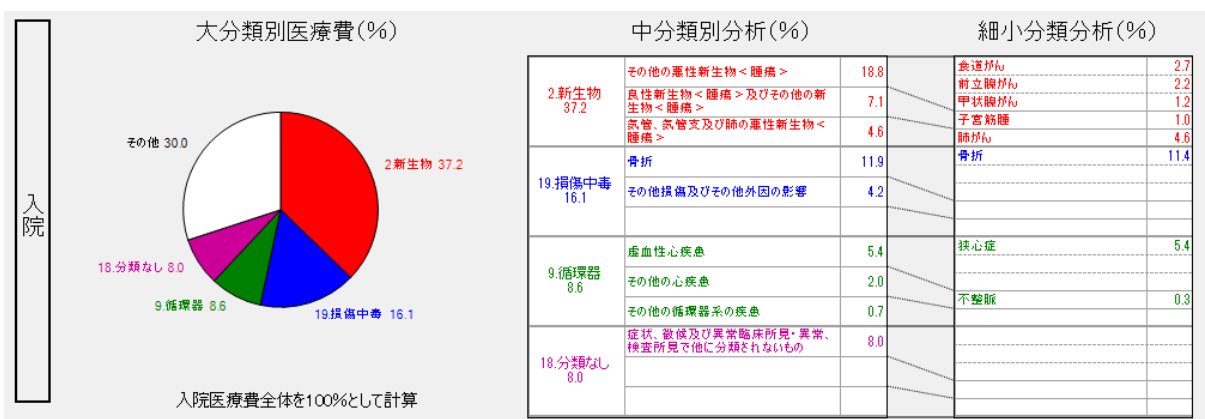 入院
大分類別医療費(%)
その他 30.0
2.新生物 37.2
18.分類なし 8.0
9.循環器 8.6
19.損傷中毒 16.1
入院医療費全体を100%として計算
中分類別分析(%)
2.新生物
37.2
その他の悪性新生物<腫瘍>
18.8
良性新生物<腫瘍>及びその他の新
生物<腫瘍>
7.1
気管、気管支及び肺の悪性新生物<
腫瘍>
4.6
19.損傷中毒
16.1
骨折
11.9
その他損傷及びその他外因の影響
4.2
9.循環器
8.6
虚血性心疾患
5.4
その他の心疾患
2.0
その他の循環器系の疾患
0.7
18.分類なし
8.0
症状、徴候及び異常臨床所見・異常、
検査所見で他に分類されないもの
8.0
細小分類分析(%)
食道がん 2.7
前立腺がん 2.2
甲状腺がん 1.2
子宮筋腫 1.0
肺がん 4.6
骨折 11.4
狭心症 5.4
不整脈 0.3